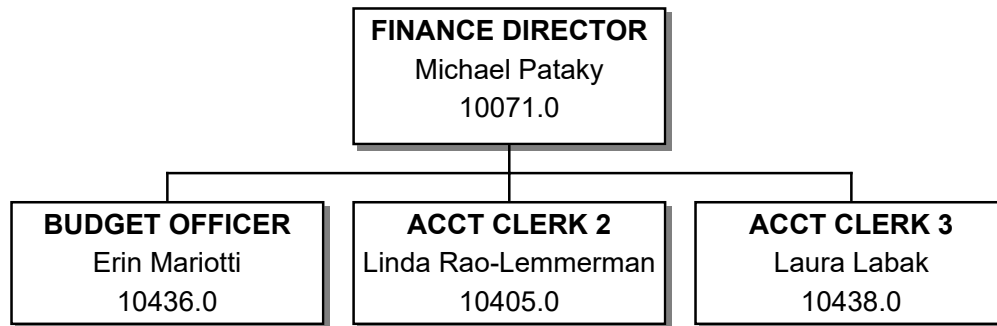 FINANCE DIRECTOR
Michael Pataky
10071.0
BUDGET OFFICER
Erin Mariotti
10436.0
ACCT CLERK 2
Linda Rao-Lemmerman
10405.0
ACCT CLERK 3
Laura Labak
10438.0